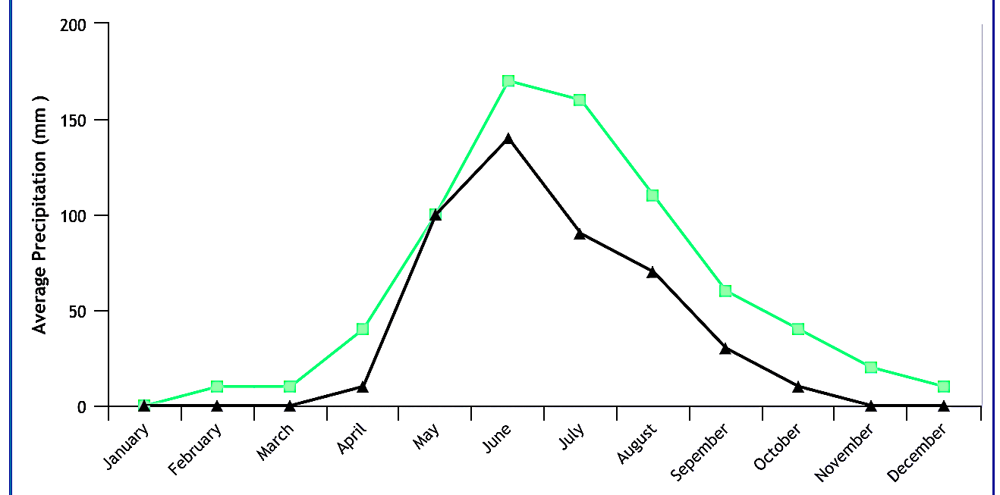 200
150
100
50
0
Average Precipitation (mm )
January
February
March
April
May
June
July
August
Sepember
October
November
December